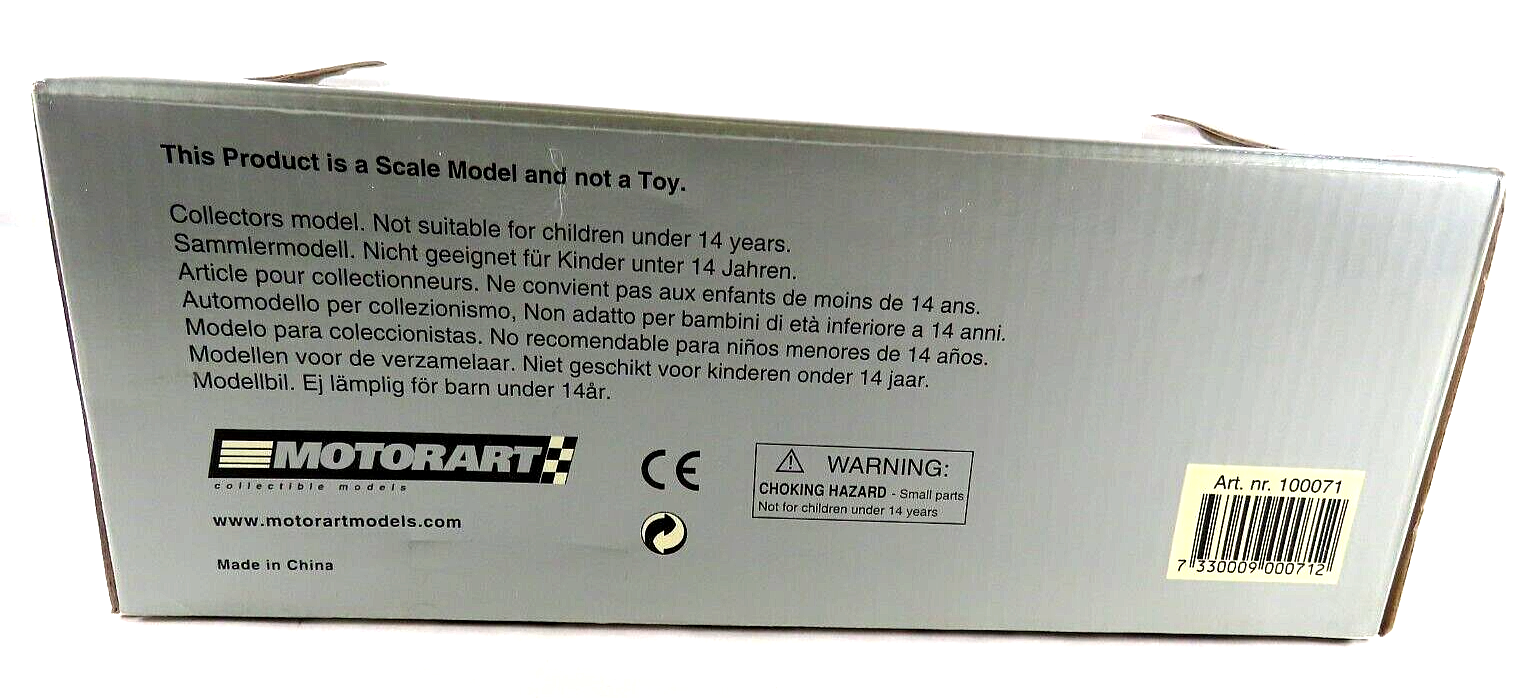 This Product is a Scale Model and not a Toy.
Collectors model. Not suitable for children under 14 years.
Sammlermodell. Nicht geeignet für Kinder unter 14 Jahren.
Article pour collectionneurs. Ne convient pas aux enfants de moins de 14 ans.
Automodello per collezionismo, Non adatto per bambini di età inferiore a 14 anni.
Modelo para coleccionistas. No recomendable para niños menores de 14 años.
Modellen voor de verzamelaar. Niet geschikt voor kinderen onder 14 jaar.
Modellbil. Ej lämplig för barn under 14år.
MOTORART
collectible models
www.motorartmodels.com
Made in China
CE
WARNING:
CHOKING HAZARD - Small parts
Not for children under 14 years
Art. nr. 100071
7 330009 000712